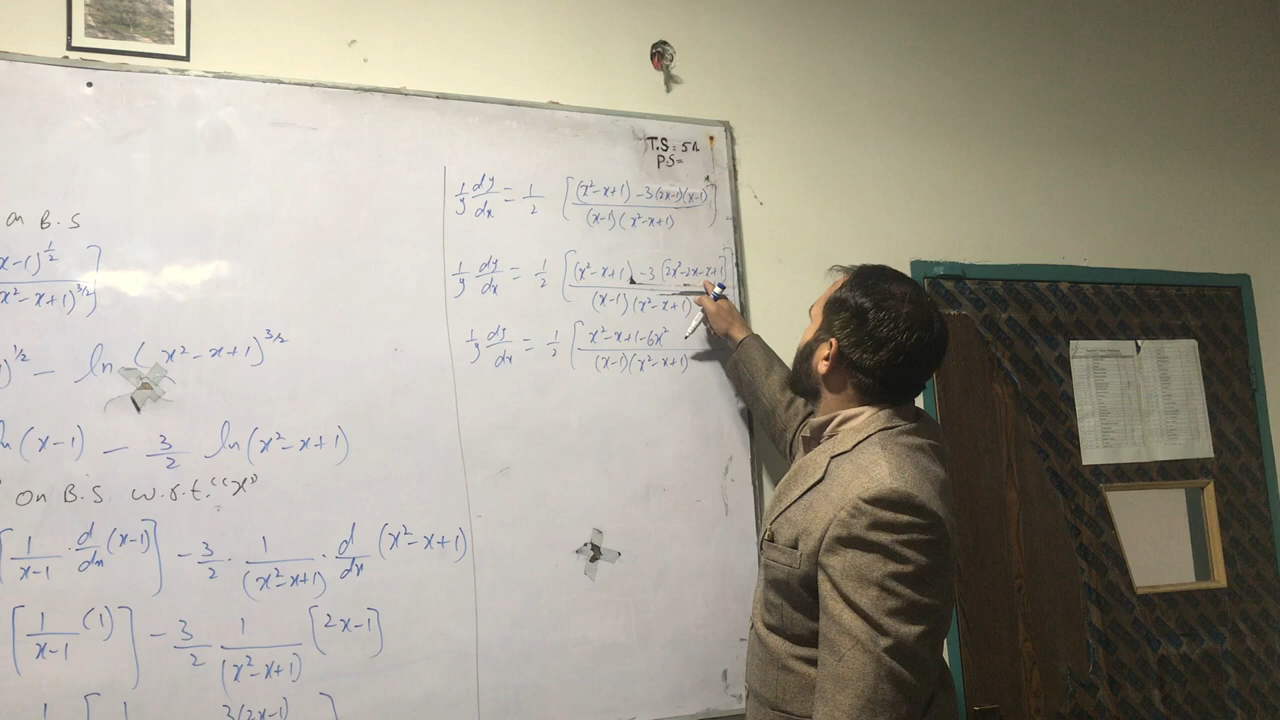 on B.S
x-1)^{1/2}
x²-x+1)^{3/2}]
)^{1/2} - ln (x²-x+1)^{3/2}
ln(x-1) - 3/2 ln(x²-x+1)
on B.S w.r.t. "x"
[1/(x-1) · d/dx (x-1)] - 3/2 · 1/(x²-x+1) · d/dx (x²-x+1)
[1/(x-1) (1)] - 3/2 1/(x²-x+1) [2x-1]
3(2x-1)
T.S = 51
P.S =
1/y dy/dx = 1/2 [((x²-x+1) - 3(2x-1)(x-1))/((x-1)(x²-x+1))]
1/y dy/dx = 1/2 [((x²-x+1) - 3[2x²-2x-x+1])/((x-1)(x²-x+1))]
1/y dy/dx = 1/2 [(x²-x+1-6x²)/((x-1)(x²-x+1))